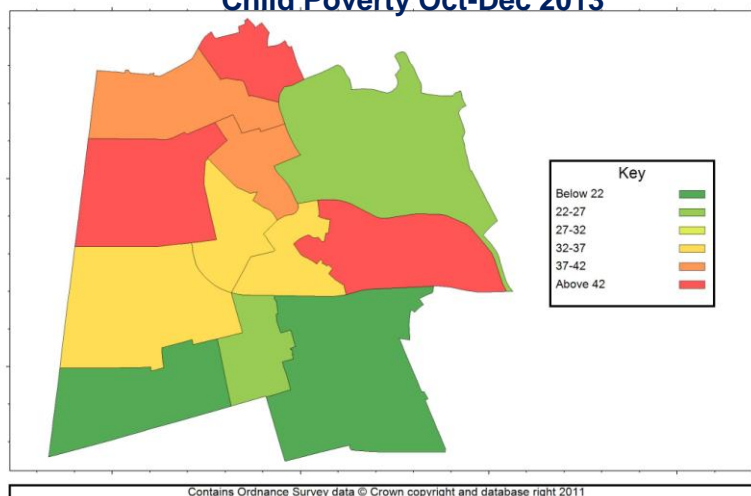 Child Poverty Oct-Dec 2013
Key
Below 22
22-27
27-32
32-37
37-42
Above 42
Contains Ordnance Survey data © Crown copyright and database right 2011